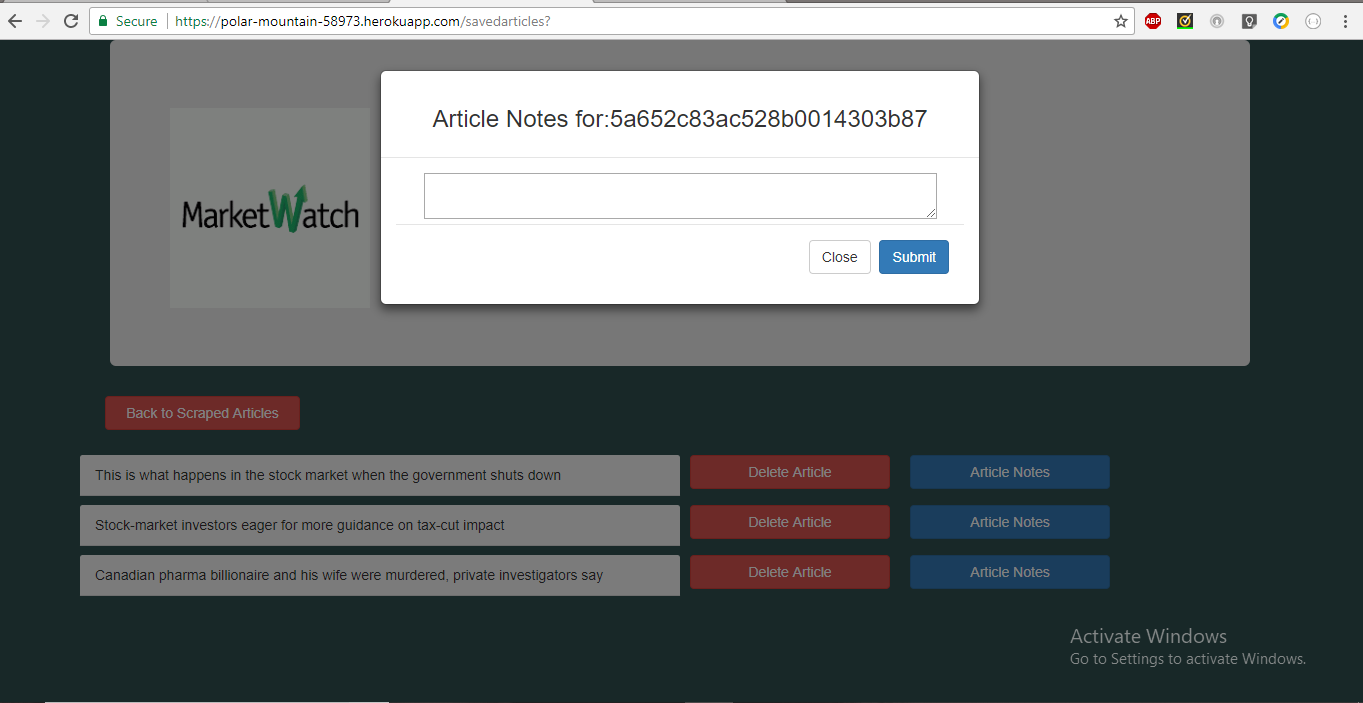 Secure https://polar-mountain-58973.herokuapp.com/savedarticles?
ABP
Article Notes for:5a652c83ac528b0014303b87
MarketWatch
Close Submit
Back to Scraped Articles
This is what happens in the stock market when the government shuts down Delete Article Article Notes
Stock-market investors eager for more guidance on tax-cut impact Delete Article Article Notes
Canadian pharma billionaire and his wife were murdered, private investigators say Delete Article Article Notes
Activate Windows
Go to Settings to activate Windows.